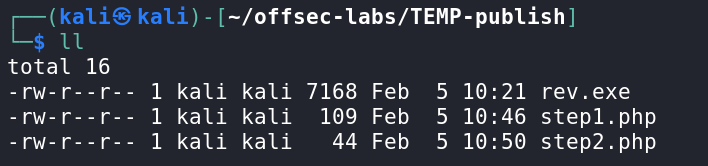 ┌──(kali㉿kali)-[~/offsec-labs/TEMP-publish]
└─$ ll
total 16
-rw-r--r-- 1 kali kali 7168 Feb  5 10:21 rev.exe
-rw-r--r-- 1 kali kali  109 Feb  5 10:46 step1.php
-rw-r--r-- 1 kali kali   44 Feb  5 10:50 step2.php